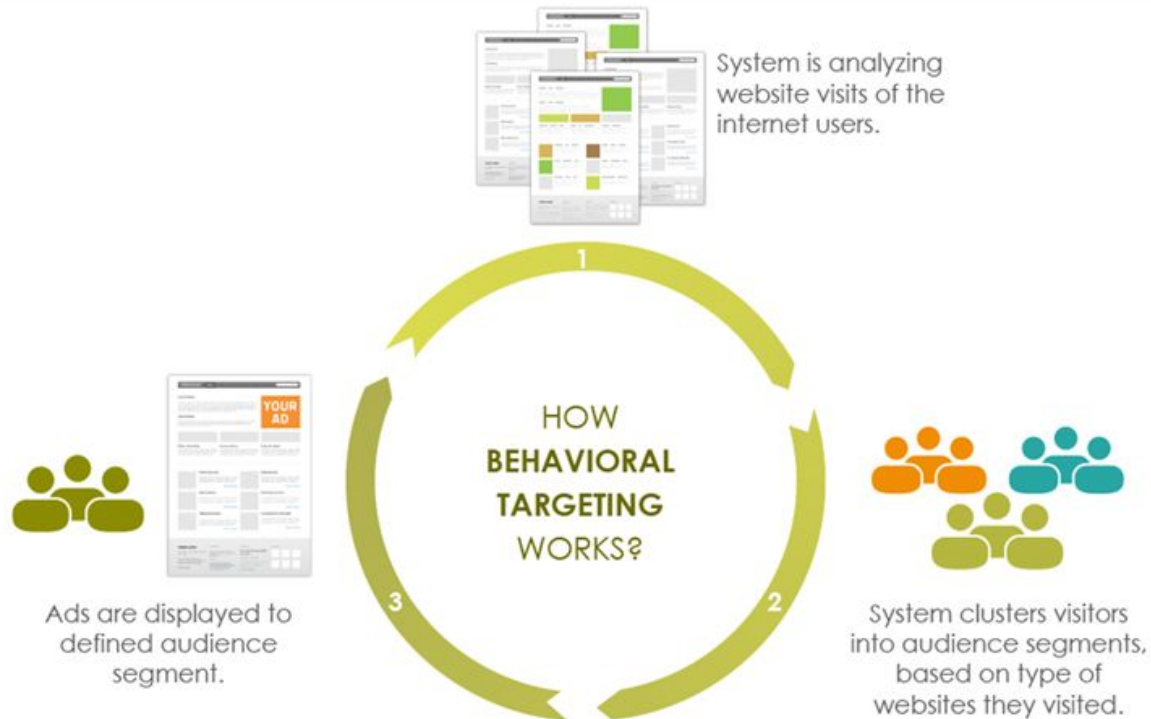 System is analyzing
website visits of the
internet users.
1
HOW
BEHAVIORAL
TARGETING
WORKS?
2
System clusters visitors
into audience segments,
based on type of
websites they visited.
3
YOUR
AD
Ads are displayed to
defined audience
segment.